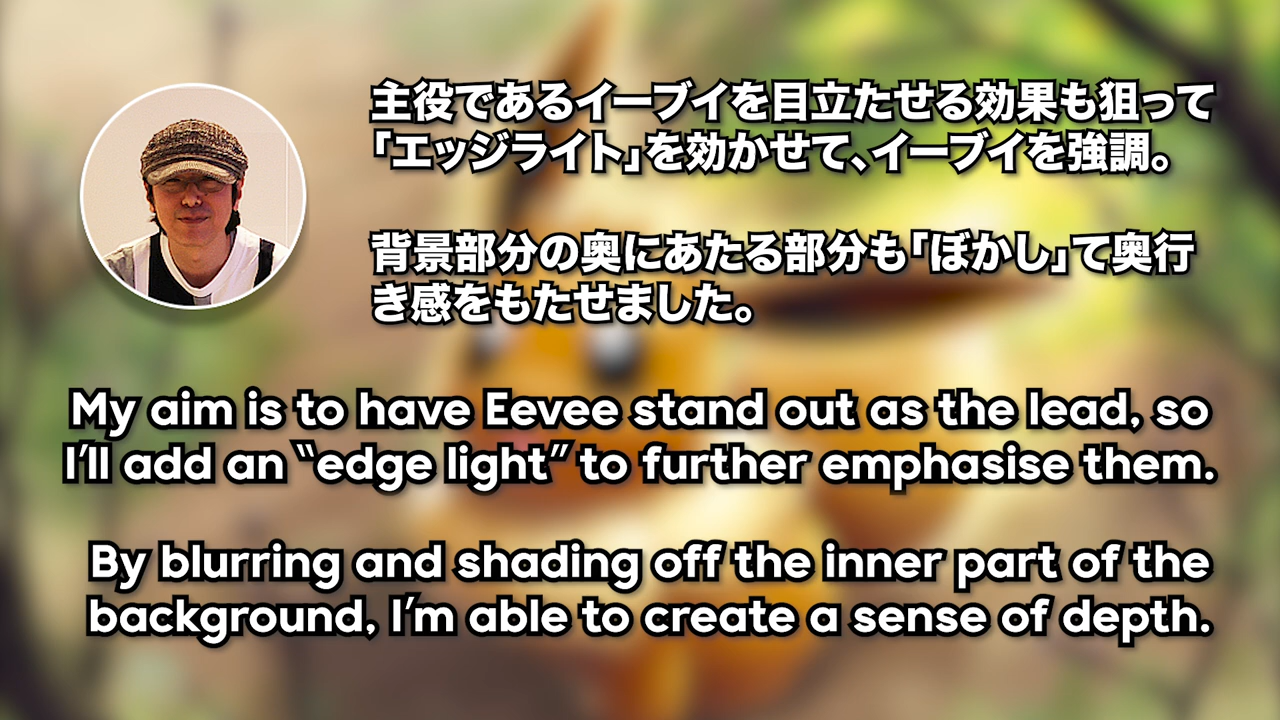 主役であるイーブイを目立たせる効果も狙って
「エッジライト」を効かせて、イーブイを強調。
背景部分の奥にあたる部分も「ぼかし」て奥行
き感をもたせました。
My aim is to have Eevee stand out as the lead, so
I'll add an “edge light” to further emphasise them.
By blurring and shading off the inner part of the
background, I'm able to create a sense of depth.